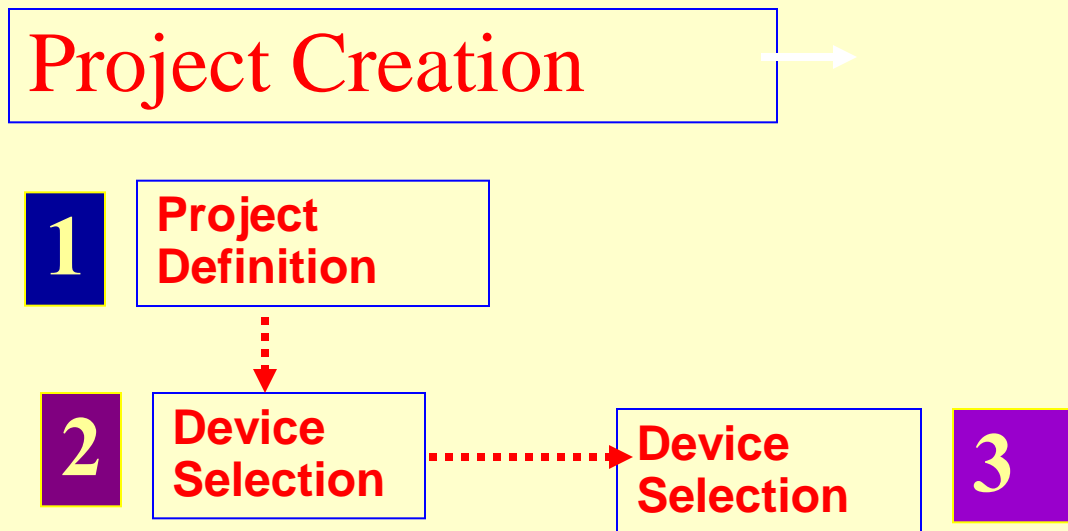 Project Creation
1
Project
Definition
2
Device
Selection
Device
Selection
3